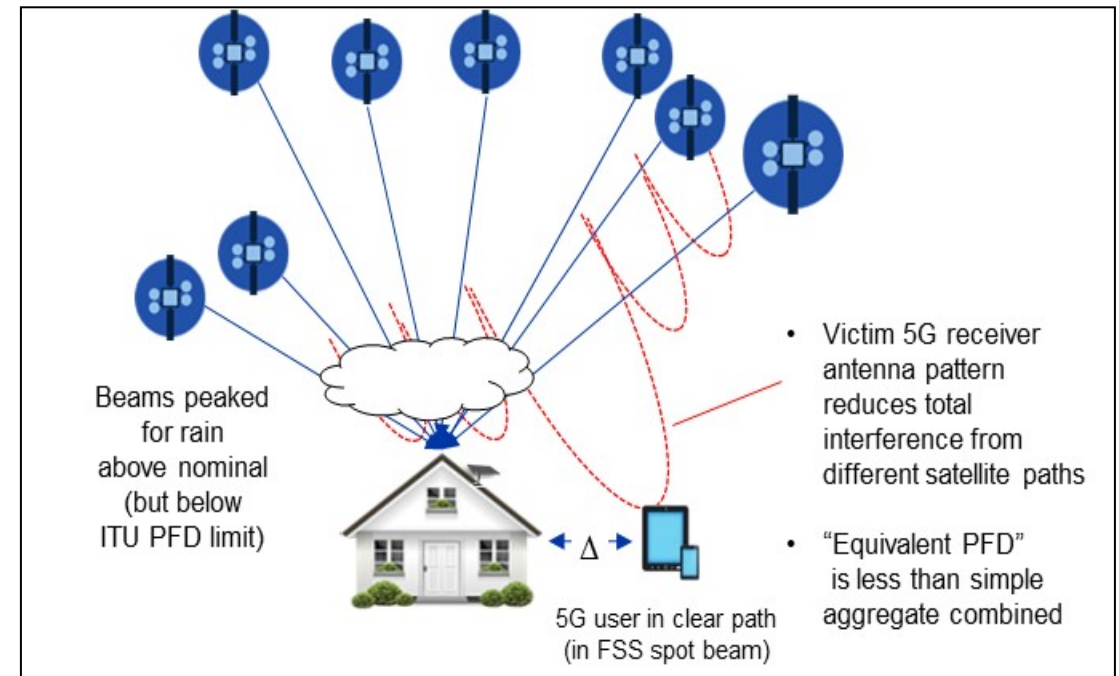 Beams peaked
for rain
above nominal
(but below
ITU PFD limit)
Δ
5G user in clear path
(in FSS spot beam)
• Victim 5G receiver
antenna pattern
reduces total
interference from
different satellite paths
• “Equivalent PFD”
is less than simple
aggregate combined